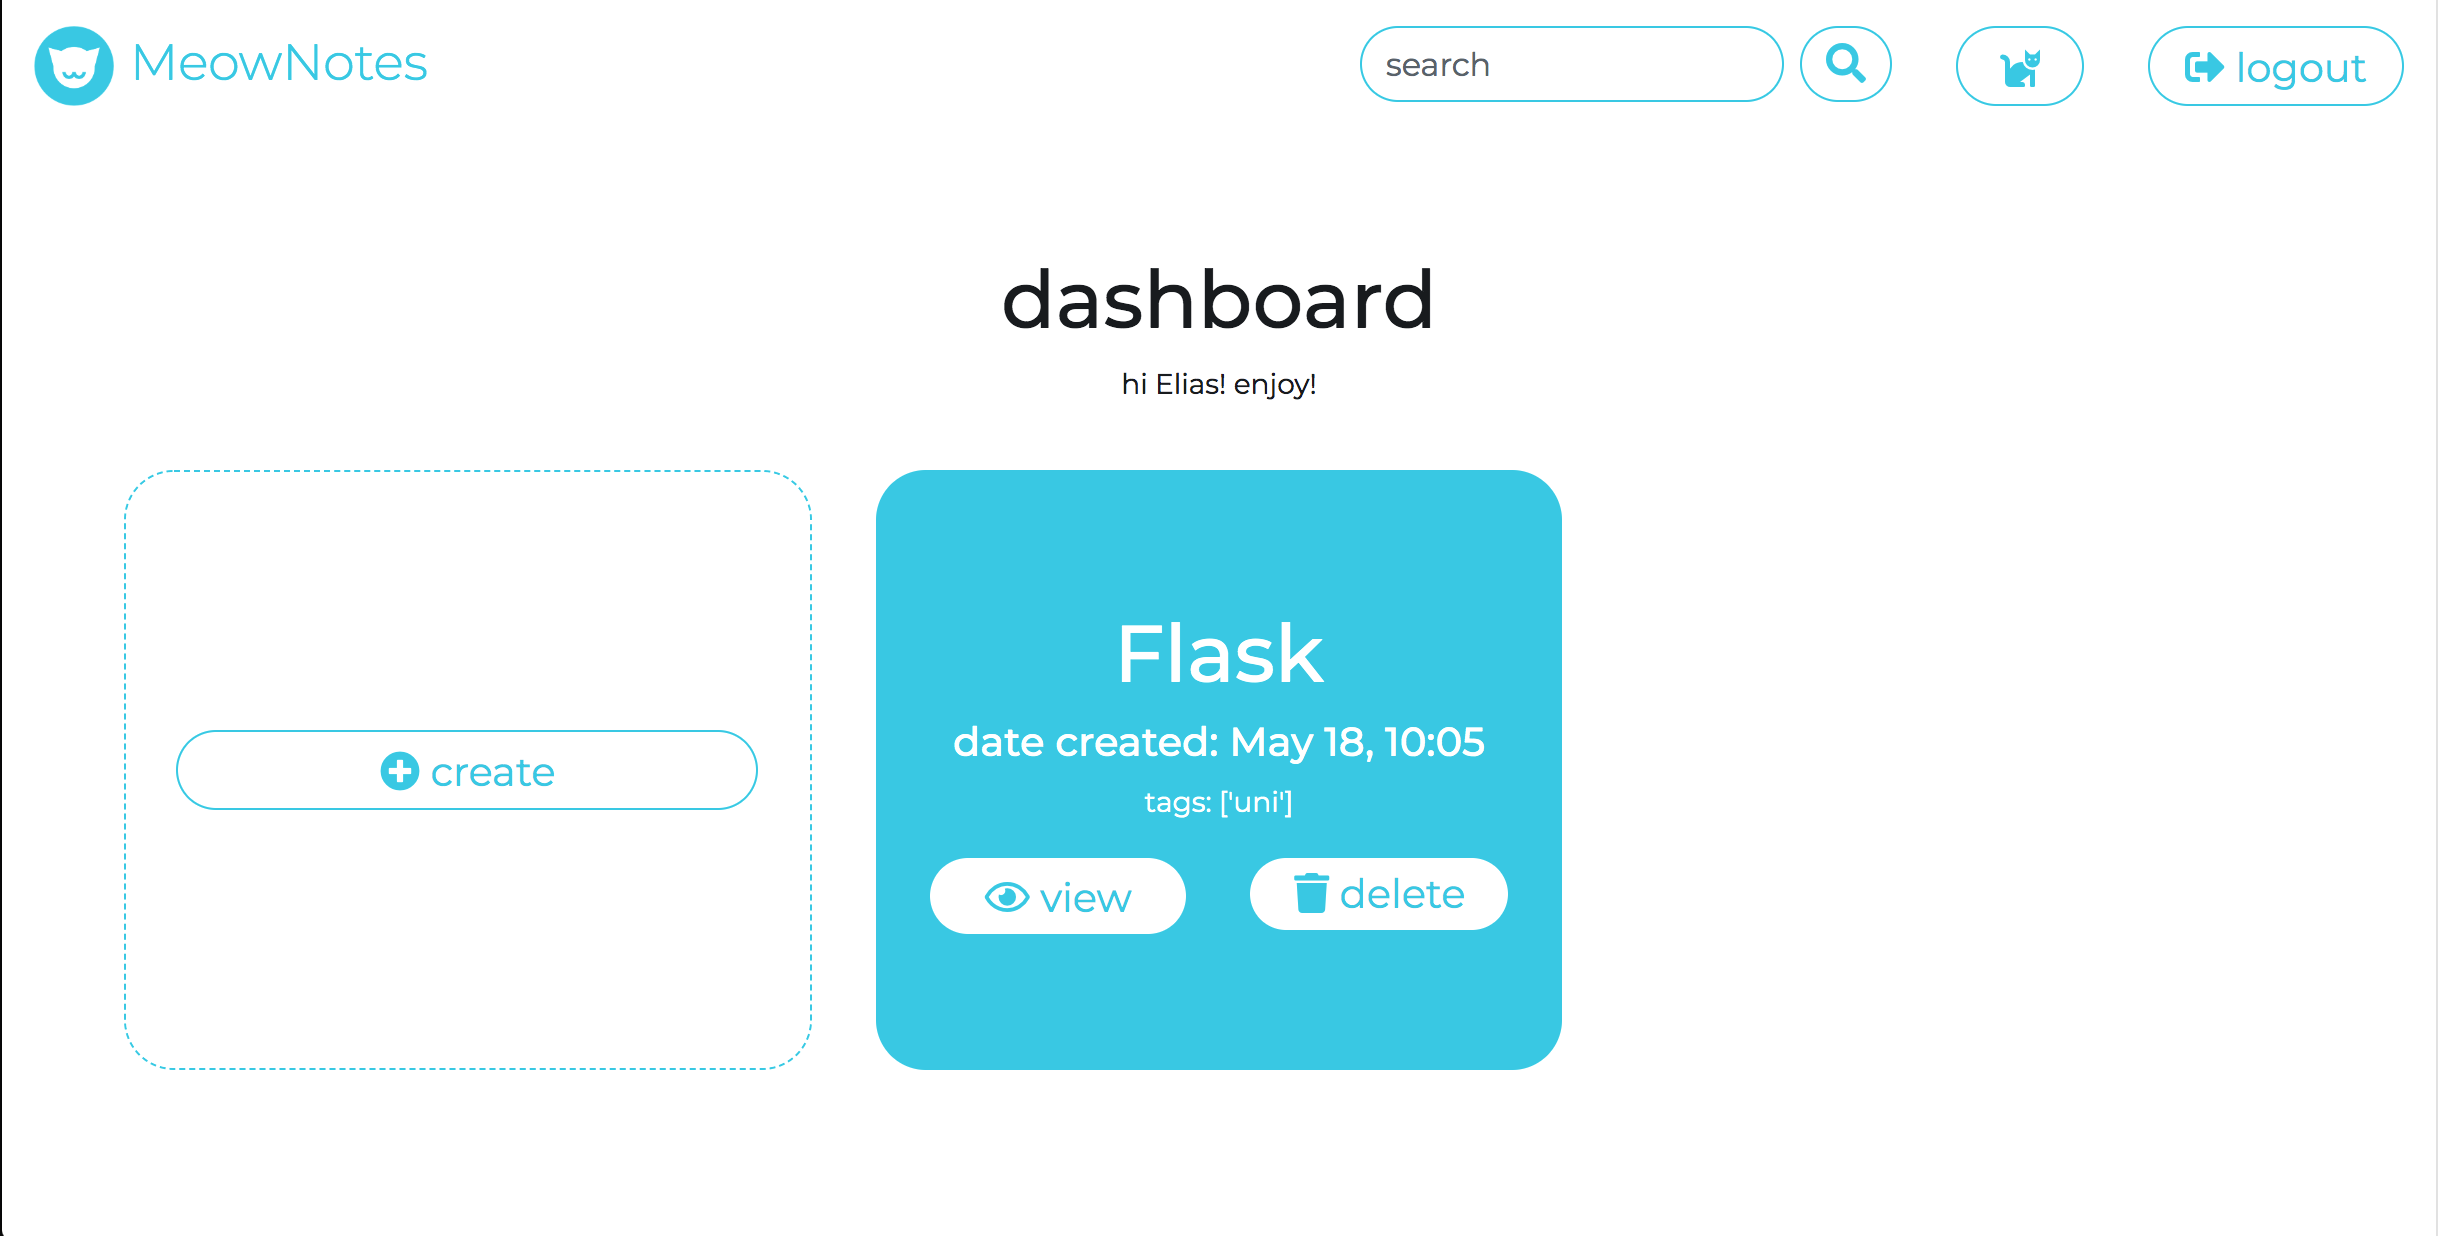 MeowNotes
search
logout
dashboard
hi Elias! enjoy!
create
Flask
date created: May 18, 10:05
tags: ['uni']
view
delete